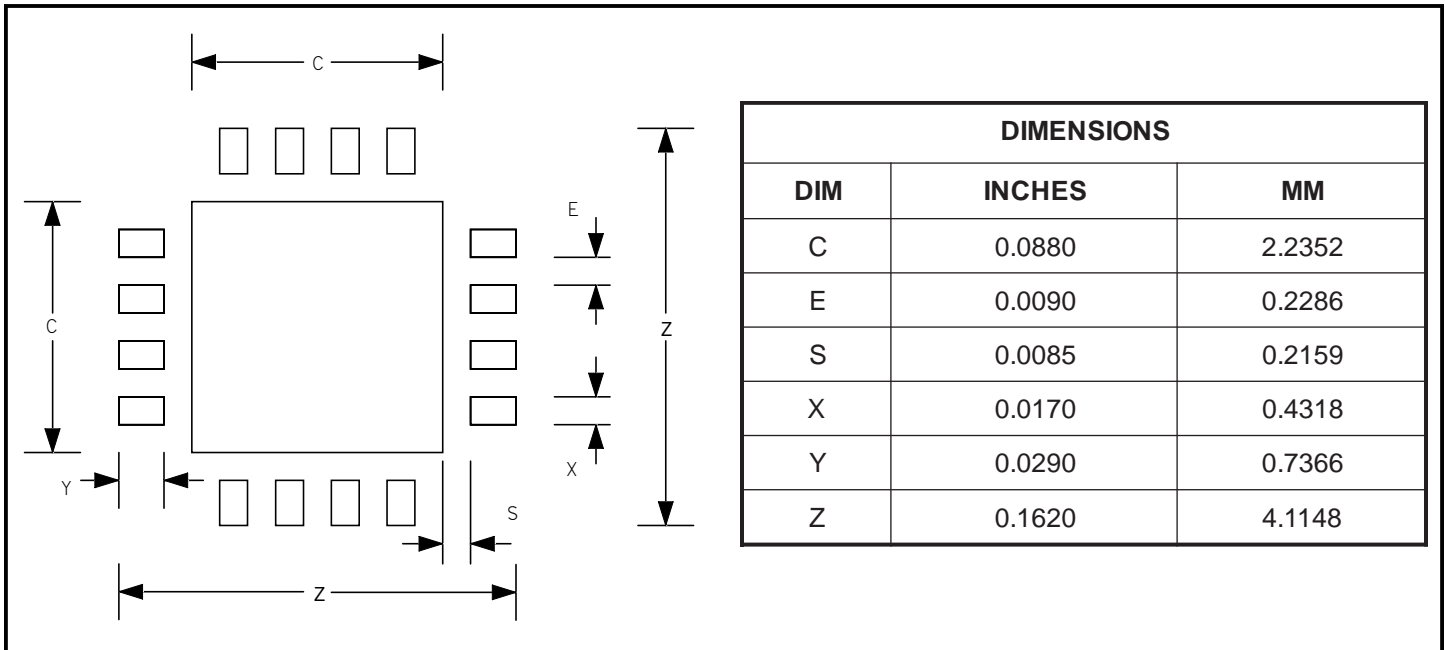 C
E
C
Z
X
Y
S
Z
DIMENSIONS
DIM INCHES MM
C 0.0880 2.2352
E 0.0090 0.2286
S 0.0085 0.2159
X 0.0170 0.4318
Y 0.0290 0.7366
Z 0.1620 4.1148